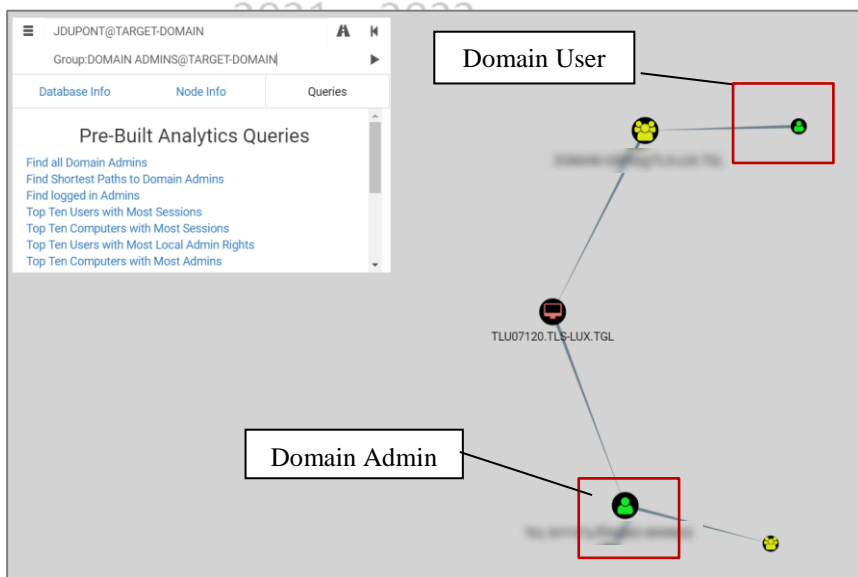 2021 2022
JDUPONT@TARGET-DOMAIN
Group:DOMAIN ADMINS@TARGET-DOMAIN
Database Info
Node Info
Queries
Pre-Built Analytics Queries
Find all Domain Admins
Find Shortest Paths to Domain Admins
Find logged in Admins
Top Ten Users with Most Sessions
Top Ten Computers with Most Sessions
Top Ten Users with Most Local Admin Rights
Top Ten Computers with Most Admins
Domain User
TLU07120.TLS-LUX.TGL
Domain Admin